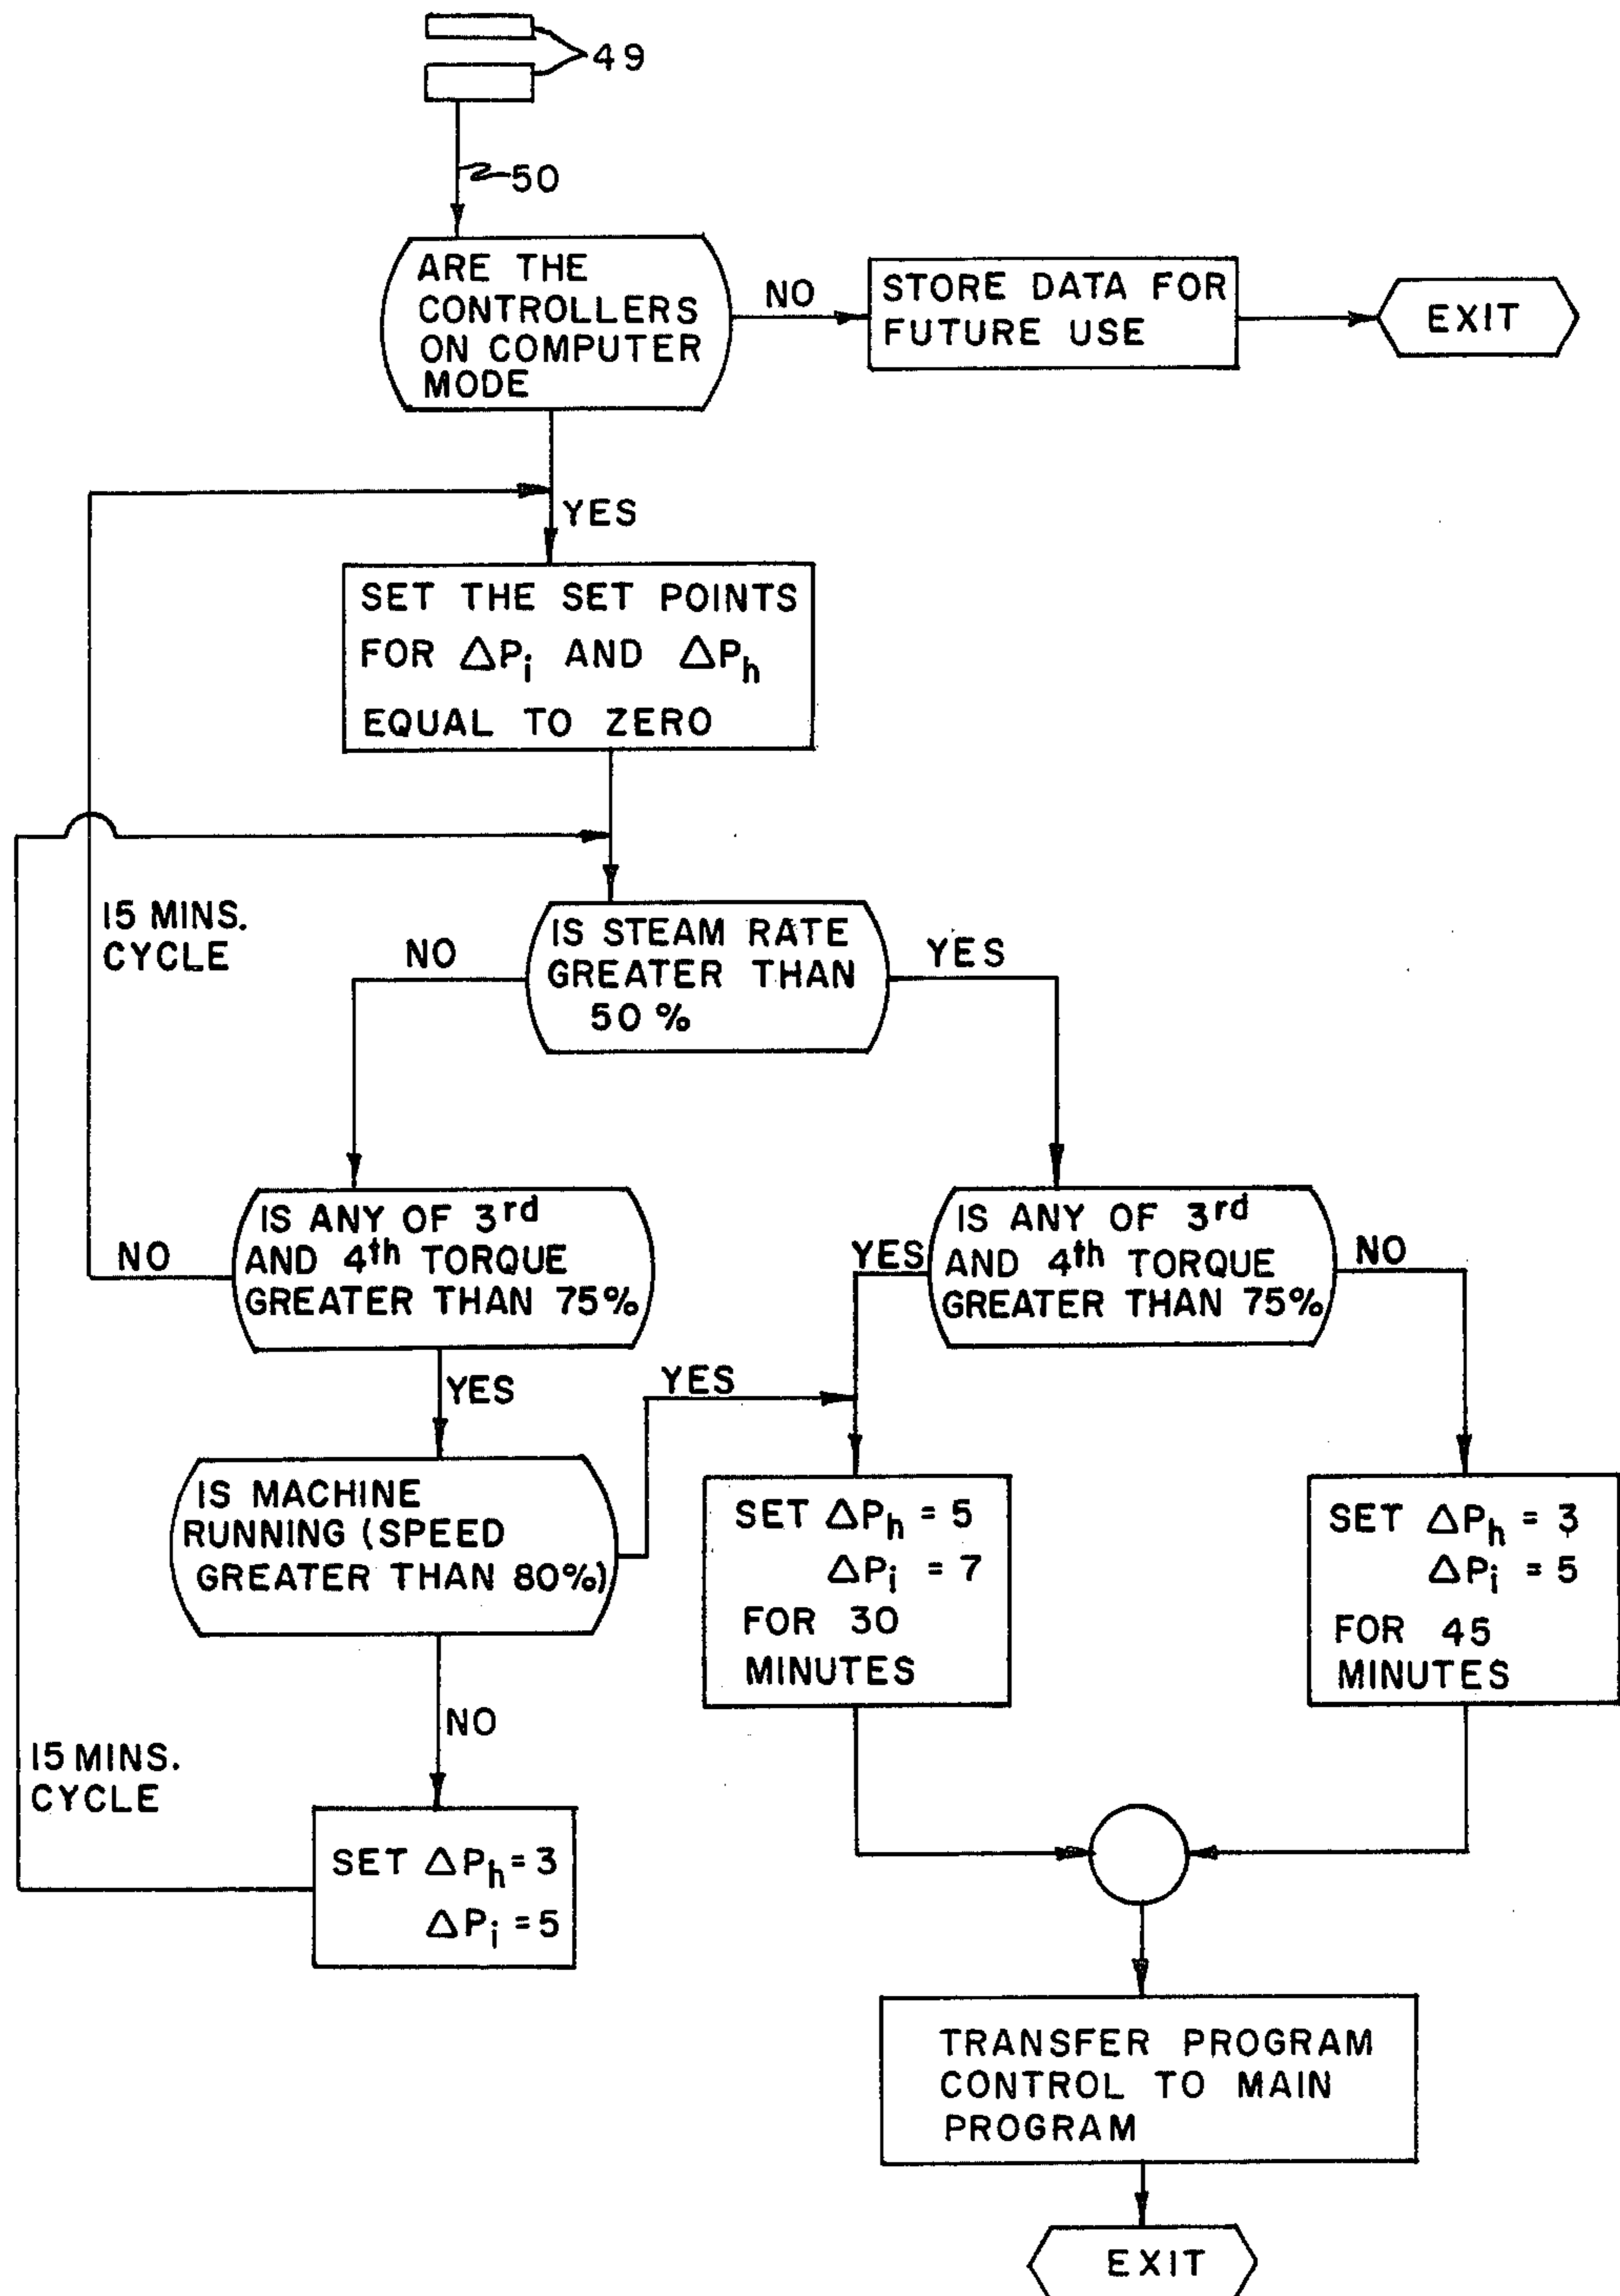 49
50
ARE THE
CONTROLLERS
ON COMPUTER
MODE
NO
STORE DATA FOR
FUTURE USE
EXIT
YES
SET THE SET POINTS
FOR ΔPi AND ΔPh
EQUAL TO ZERO
15 MINS.
CYCLE
NO
IS STEAM RATE
GREATER THAN
50%
YES
NO
IS ANY OF 3rd
AND 4th TORQUE
GREATER THAN 75%
YES
IS ANY OF 3rd
AND 4th TORQUE
GREATER THAN 75%
NO
YES
YES
IS MACHINE
RUNNING (SPEED
GREATER THAN 80%)
SET ΔPh = 5
ΔPi = 7
FOR 30
MINUTES
SET ΔPh = 3
ΔPi = 5
FOR 45
MINUTES
NO
15 MINS.
CYCLE
SET ΔPh = 3
ΔPi = 5
TRANSFER PROGRAM
CONTROL TO MAIN
PROGRAM
EXIT